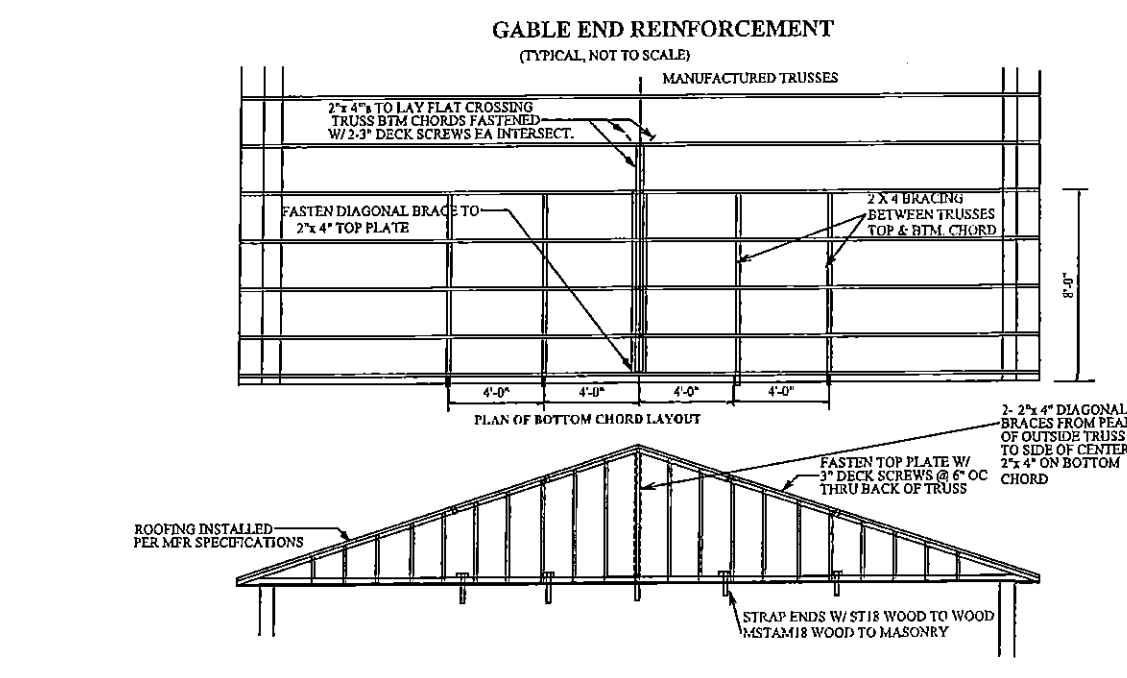 GABLE END REINFORCEMENT
(TYPICAL, NOT TO SCALE)
MANUFACTURED TRUSSES
2"x 4"s TO LAY FLAT CROSSING
TRUSS BTM CHORDS FASTENED
W/ 2-3" DECK SCREWS EA INTERSECT.
FASTEN DIAGONAL BRACE TO
2"x 4" TOP PLATE
2 X 4 BRACING
BETWEEN TRUSSES
TOP & BTM. CHORD
8'-0"
4'-0" 4'-0" 4'-0" 4'-0"
PLAN OF BOTTOM CHORD LAYOUT
2- 2"x 4" DIAGONAL
BRACES FROM PEAK
OF OUTSIDE TRUSS
TO SIDE OF CENTER
2"x 4" ON BOTTOM
CHORD
FASTEN TOP PLATE W/
3" DECK SCREWS @ 6" OC
THRU BACK OF TRUSS
ROOFING INSTALLED
PER MFR SPECIFICATIONS
STRAP ENDS W/ ST18 WOOD TO WOOD
MSTAM18 WOOD TO MASONRY